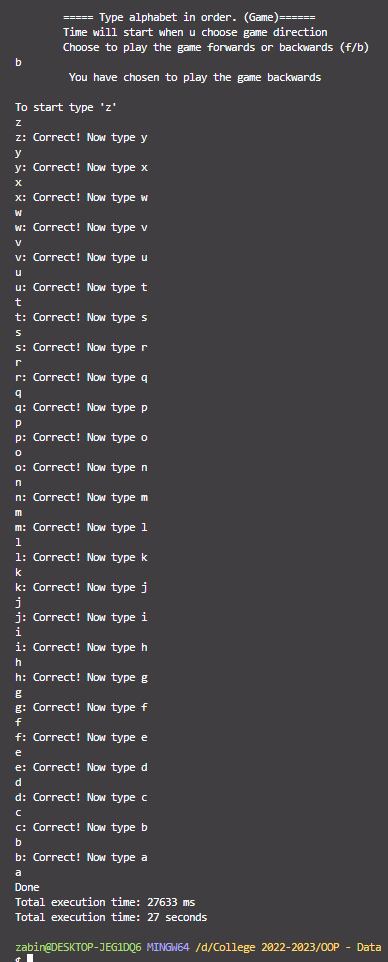 ===== Type alphabet in order. (Game)======
Time will start when u choose game direction
Choose to play the game forwards or backwards (f/b)
b
You have chosen to play the game backwards
To start type 'z'
z
z: Correct! Now type y
y
y: Correct! Now type x
x
x: Correct! Now type w
w
w: Correct! Now type v
v
v: Correct! Now type u
u
u: Correct! Now type t
t
t: Correct! Now type s
s
s: Correct! Now type r
r
r: Correct! Now type q
q
q: Correct! Now type p
p
p: Correct! Now type o
o
o: Correct! Now type n
n
n: Correct! Now type m
m
m: Correct! Now type l
l
l: Correct! Now type k
k
k: Correct! Now type j
j
j: Correct! Now type i
i
i: Correct! Now type h
h
h: Correct! Now type g
g
g: Correct! Now type f
f
f: Correct! Now type e
e
e: Correct! Now type d
d
d: Correct! Now type c
c
c: Correct! Now type b
b
b: Correct! Now type a
a
Done
Total execution time: 27633 ms
Total execution time: 27 seconds
zabin@DESKTOP-JEG1DQ6 MINGW64 /d/College 2022-2023/OOP - Data
$